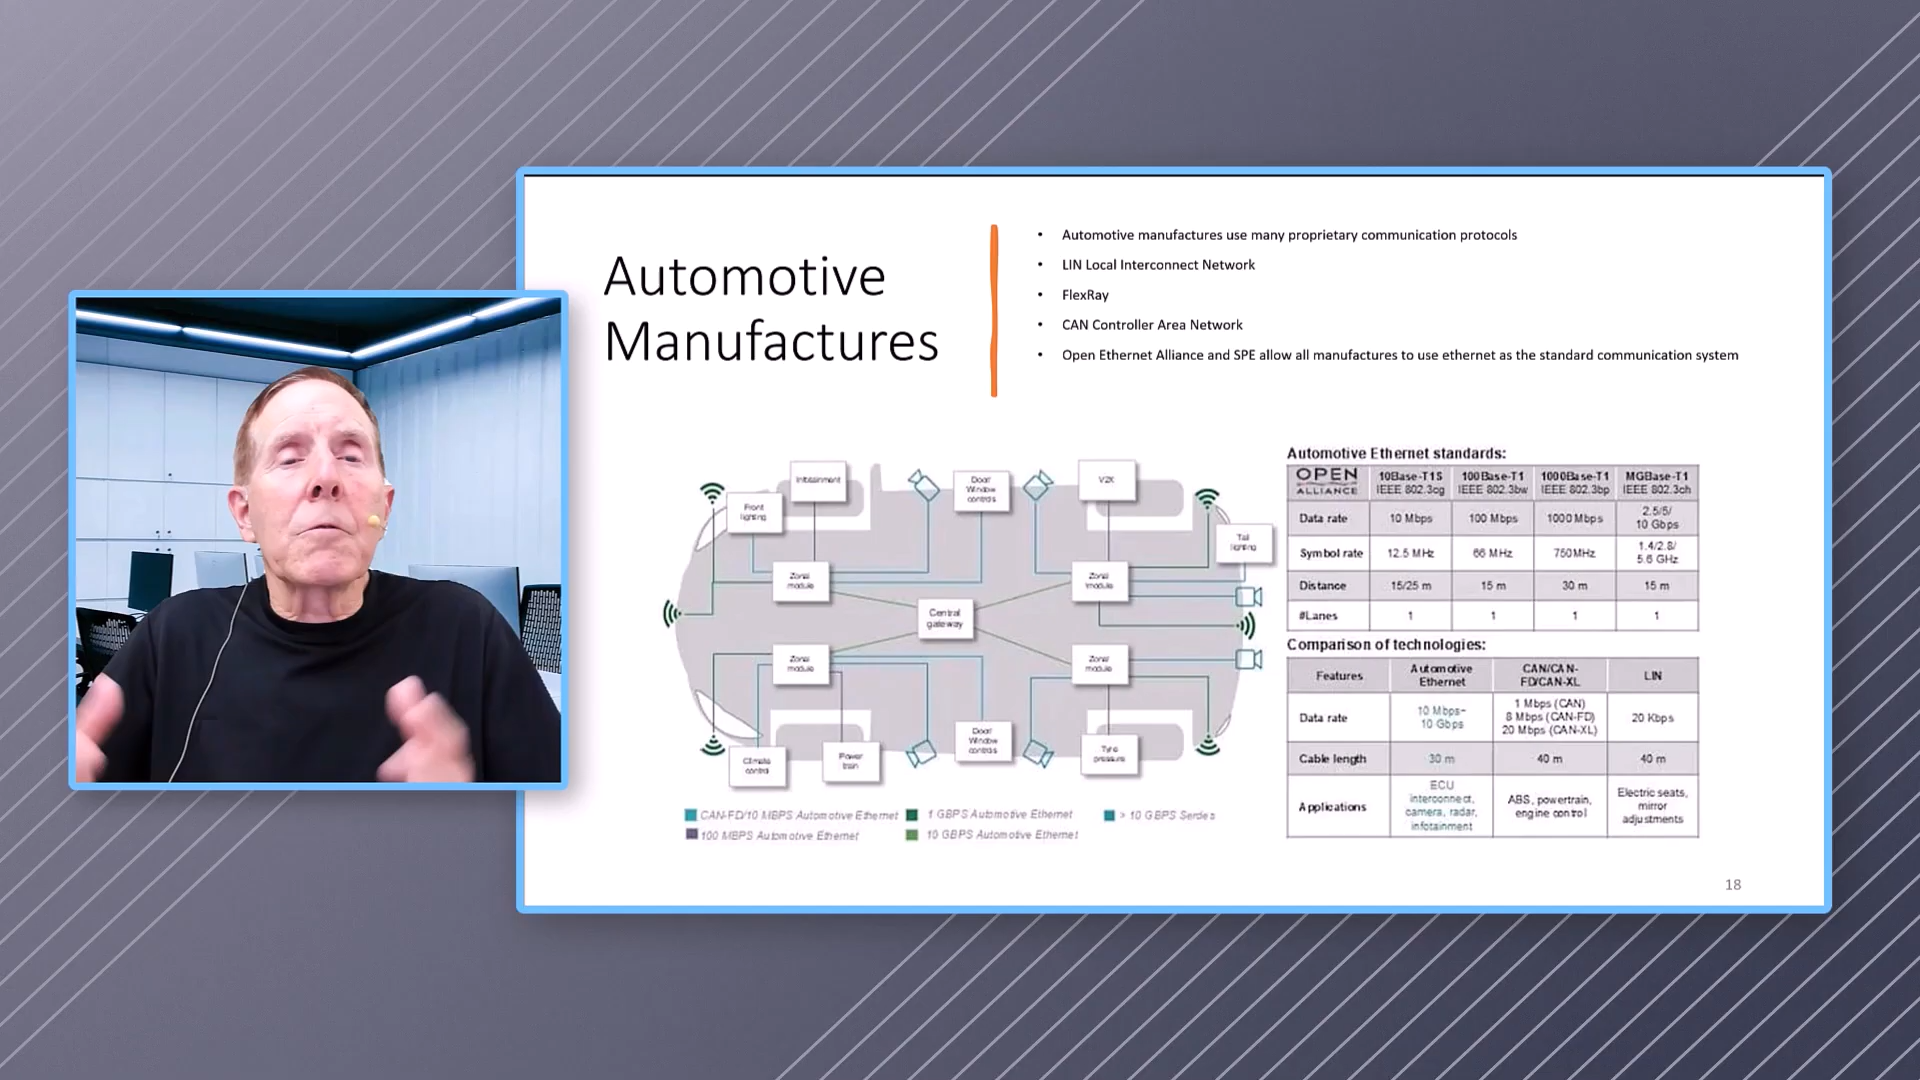 Automotive
Manufactures
• Automotive manufactures use many proprietary communication protocols
• LIN Local Interconnect Network
• FlexRay
• CAN Controller Area Network
• Open Ethernet Alliance and SPE allow all manufactures to use ethernet as the standard communication system
Infotainment
Front
lighting
Door/
Window
controls
V2X
Tail
lighting
Zonal
module
Zonal
module
Central
gateway
Zonal
module
Zonal
module
Climate
control
Power
train
Door/
Window
controls
Tyre
pressure
CAN-FD/10 MBPS Automotive Ethernet
1 GBPS Automotive Ethernet
> 10 GBPS Serdes
100 MBPS Automotive Ethernet
10 GBPS Automotive Ethernet
Automotive Ethernet standards:
OPEN ALLIANCE 10Base-T1S IEEE 802.3cg 100Base-T1 IEEE 802.3bw 1000Base-T1 IEEE 802.3bp MGBase-T1 IEEE 802.3ch
Data rate 10 Mbps 100 Mbps 1000 Mbps 2.5/5/ 10 Gbps
Symbol rate 12.5 MHz 66 MHz 750MHz 1.4/2.8/ 5.6 GHz
Distance 15/25 m 15 m 30 m 15 m
#Lanes 1 1 1 1
Comparison of technologies:
Features Automotive Ethernet CAN/CAN-FD/CAN-XL LIN
Data rate 10 Mbps- 10 Gbps 1 Mbps (CAN) 8 Mbps (CAN-FD) 20 Mbps (CAN-XL) 20 Kbps
Cable length 30 m 40 m 40 m
Applications ECU interconnect, camera, radar, infotainment ABS, powertrain, engine control Electric seats, mirror adjustments
18